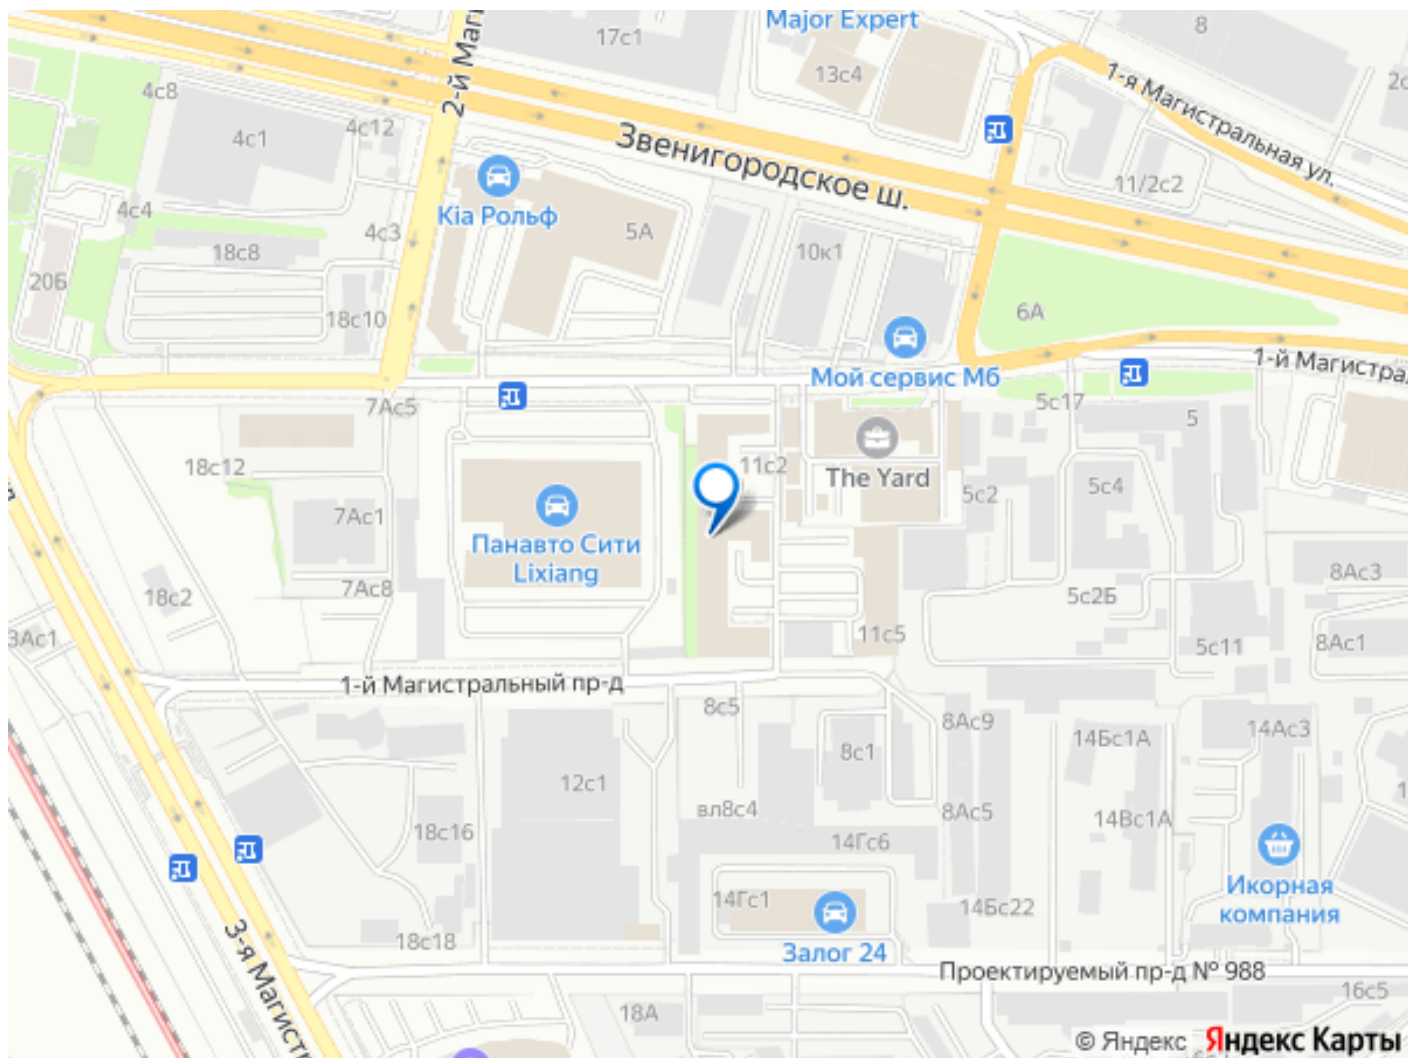 Major Expert
17с1
8
2-й Маг
13с4
1-я Магистральная ул.
4с8
4с1
4с12
Звенигородское ш.
11/2с2
Kia Рольф
4с4
4с3
5А
18с8
10к1
20Б
18с10
6А
Мой сервис Мб
1-й Магистрал
7Ас5
5с17
5
18с12
11с2
The Yard
5с2
5с4
7Ас1
Панавто Сити
Lixiang
8Ас3
7Ас8
18с2
5с2Б
3Ас1
11с5
5с11
8Ас1
1-й Магистральный пр-д
8с5
8Ас9
14Бс1А
14Ас3
8с1
12с1
вл8с4
8Ас5
14Вс1А
18с16
14Гс6
Икорная
компания
14Гс1
14Бс22
18с18
Залог 24
3-я Магистр
Проектируемый пр-д № 988
16с5
18А
© Яндекс Яндекс Карты